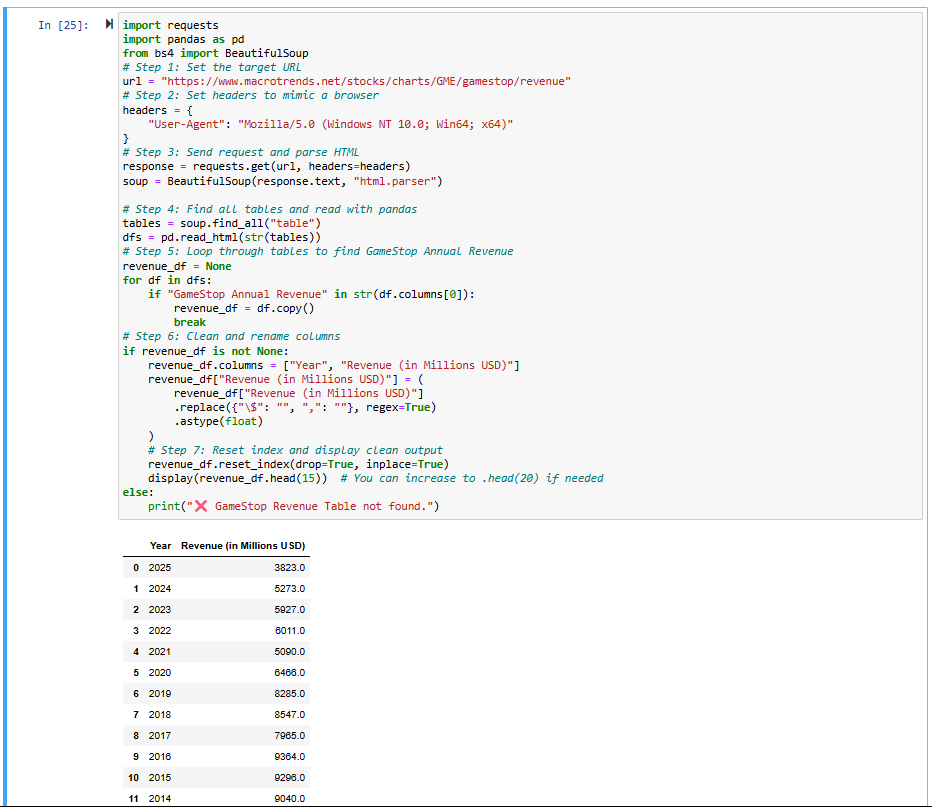 In [25]:
import requests
import pandas as pd
from bs4 import BeautifulSoup
# Step 1: Set the target URL
url = "https://www.macrotrends.net/stocks/charts/GME/gamestop/revenue"
# Step 2: Set headers to mimic a browser
headers = {
    "User-Agent": "Mozilla/5.0 (Windows NT 10.0; Win64; x64)"
}
# Step 3: Send request and parse HTML
response = requests.get(url, headers=headers)
soup = BeautifulSoup(response.text, "html.parser")

# Step 4: Find all tables and read with pandas
tables = soup.find_all("table")
dfs = pd.read_html(str(tables))
# Step 5: Loop through tables to find GameStop Annual Revenue
revenue_df = None
for df in dfs:
    if "GameStop Annual Revenue" in str(df.columns[0]):
        revenue_df = df.copy()
        break
# Step 6: Clean and rename columns
if revenue_df is not None:
    revenue_df.columns = ["Year", "Revenue (in Millions USD)"]
    revenue_df["Revenue (in Millions USD)"] = (
        revenue_df["Revenue (in Millions USD)"]
        .replace({"\$": "", ",": ""}, regex=True)
        .astype(float)
    )
    # Step 7: Reset index and display clean output
    revenue_df.reset_index(drop=True, inplace=True)
    display(revenue_df.head(15))  # You can increase to .head(20) if needed
else:
    print("❌ GameStop Revenue Table not found.")
Year Revenue (in Millions USD)
0 2025 3823.0
1 2024 5273.0
2 2023 5927.0
3 2022 6011.0
4 2021 5090.0
5 2020 6466.0
6 2019 8285.0
7 2018 8547.0
8 2017 7965.0
9 2016 9364.0
10 2015 9296.0
11 2014 9040.0